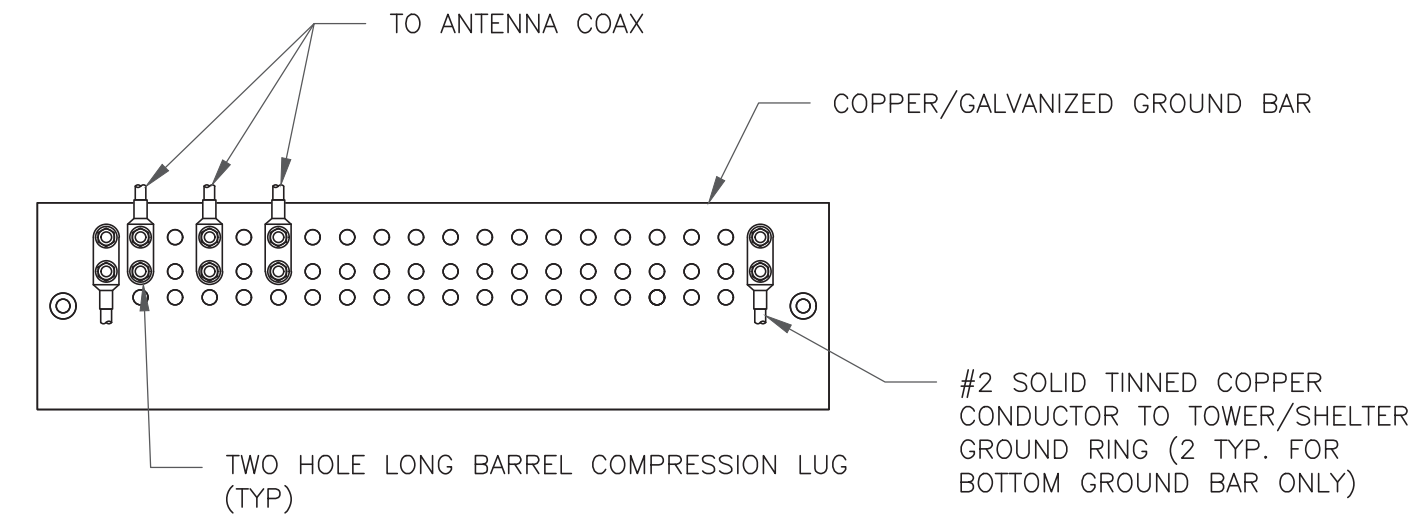 TO ANTENNA COAX
COPPER/GALVANIZED GROUND BAR
#2 SOLID TINNED COPPER
CONDUCTOR TO TOWER/SHELTER
GROUND RING (2 TYP. FOR
BOTTOM GROUND BAR ONLY)
TWO HOLE LONG BARREL COMPRESSION LUG
(TYP)